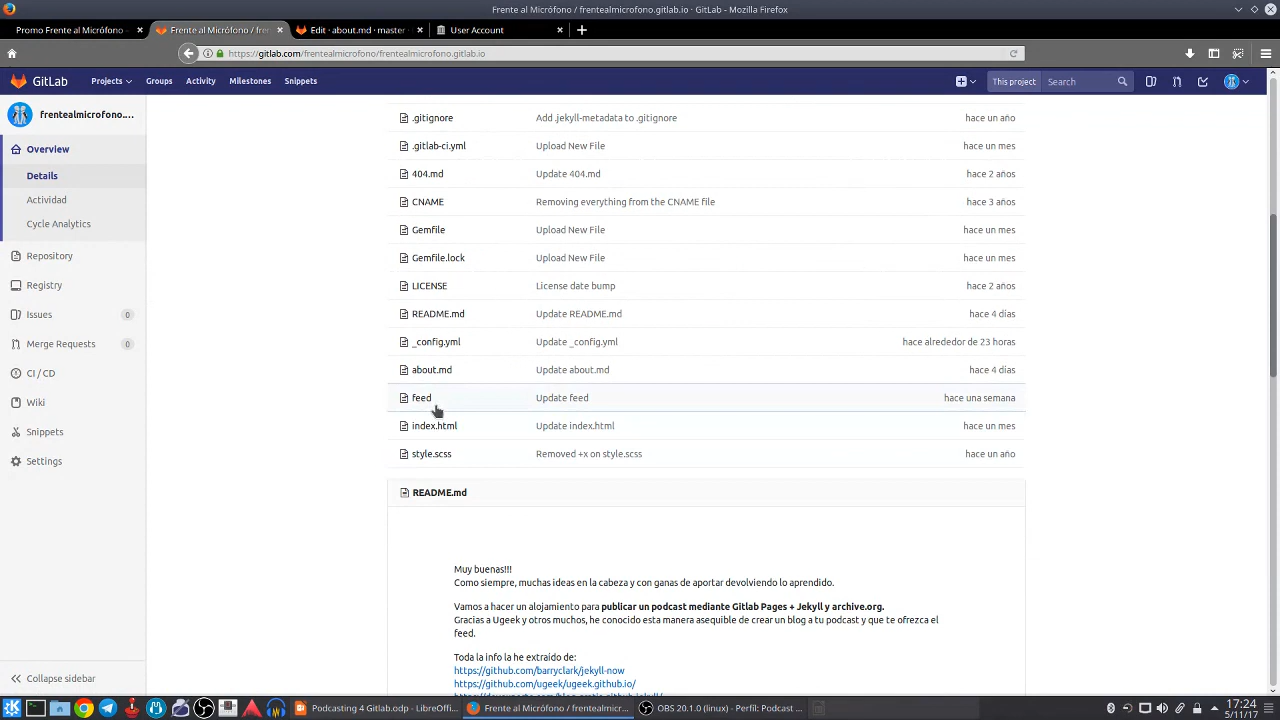 Frente al Micrófono / frentealmicrofono.gitlab.io · GitLab - Mozilla Firefox
Promo Frente al Micrófono -
Frente al Micrófono / fre
Edit · about.md · master ·
User Account
https://gitlab.com/frentealmicrofono/frentealmicrofono.gitlab.io
GitLab
Projects
Groups
Activity
Milestones
Snippets
This project
Search
frentealmicrofono....
Overview
Details
Actividad
Cycle Analytics
Repository
Registry
Issues 0
Merge Requests 0
CI / CD
Wiki
Snippets
Settings
Collapse sidebar
.gitignore Add .jekyll-metadata to .gitignore hace un año
.gitlab-ci.yml Upload New File hace un mes
404.md Update 404.md hace 2 años
CNAME Removing everything from the CNAME file hace 3 años
Gemfile Upload New File hace un mes
Gemfile.lock Upload New File hace un mes
LICENSE License date bump hace 2 años
README.md Update README.md hace 4 días
_config.yml Update _config.yml hace alrededor de 23 horas
about.md Update about.md hace 4 días
feed Update feed hace una semana
index.html Update index.html hace un mes
style.scss Removed +x on style.scss hace un año
README.md
Muy buenas!!!
Como siempre, muchas ideas en la cabeza y con ganas de aportar devolviendo lo aprendido.
Vamos a hacer un alojamiento para publicar un podcast mediante Gitlab Pages + Jekyll y archive.org.
Gracias a Ugeek y otros muchos, he conocido esta manera asequible de crear un blog a tu podcast y que te ofrezca el
feed.
Toda la info la he extraído de:
https://github.com/barryclark/jekyll-now
https://github.com/ugeek/ugeek.github.io/
Podcasting 4 Gitlab.odp - LibreOffi...
Frente al Micrófono / frentealmicrof...
OBS 20.1.0 (linux) - Perfil: Podcast ...
17:24
5/11/17